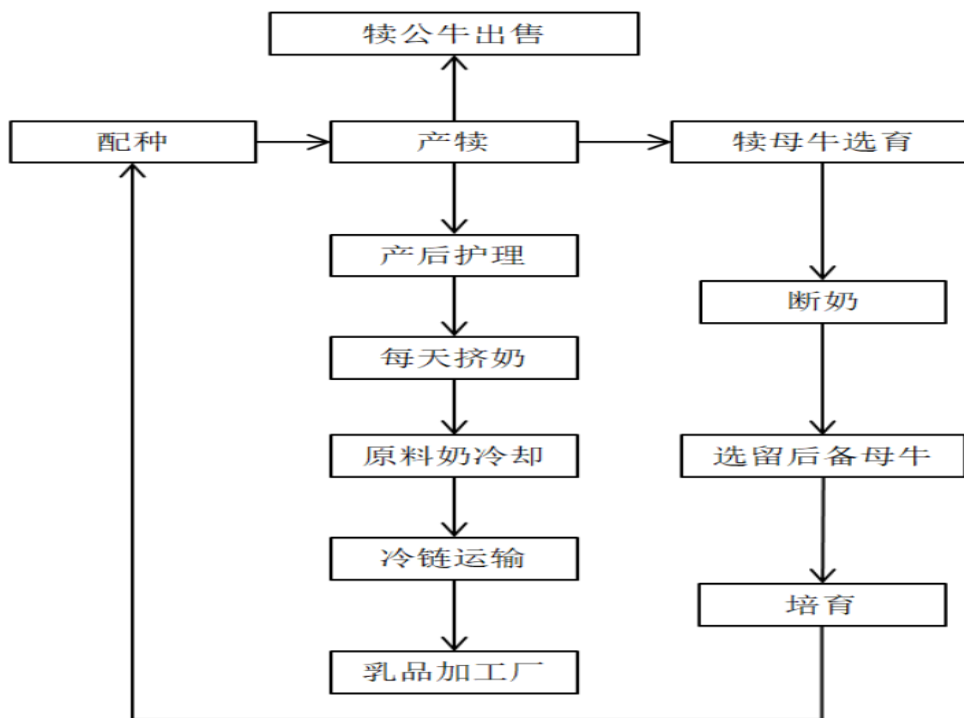 犊公牛出售
配种
产犊
犊母牛选育
产后护理
断奶
每天挤奶
原料奶冷却
选留后备母牛
冷链运输
培育
乳品加工厂